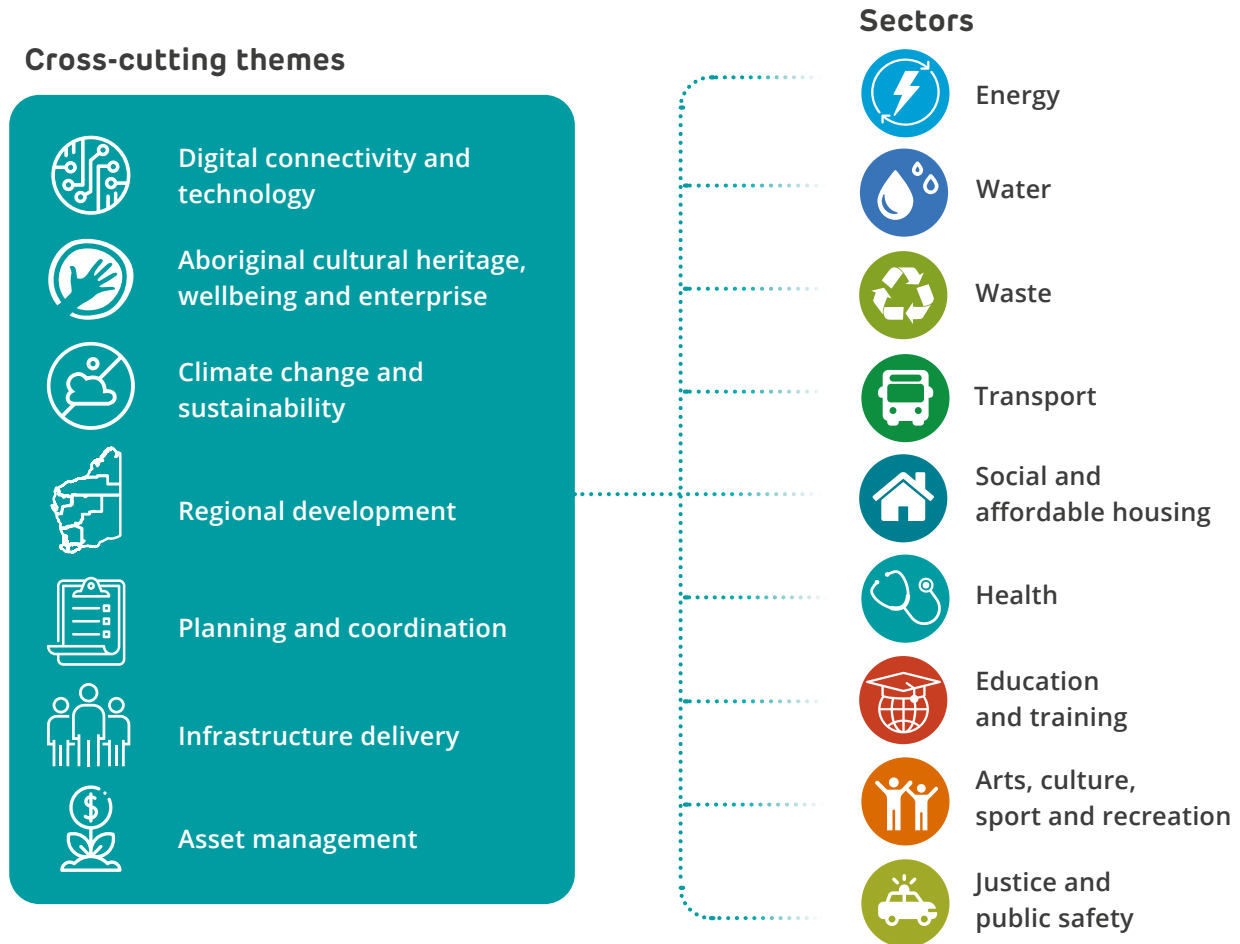 Cross-cutting themes
Digital connectivity and
technology
Aboriginal cultural heritage,
wellbeing and enterprise
Climate change and
sustainability
Regional development
Planning and coordination
Infrastructure delivery
$
Asset management
Sectors
Energy
Water
Waste
Transport
Social and
affordable housing
Health
Education
and training
Arts, culture,
sport and recreation
Justice and
public safety